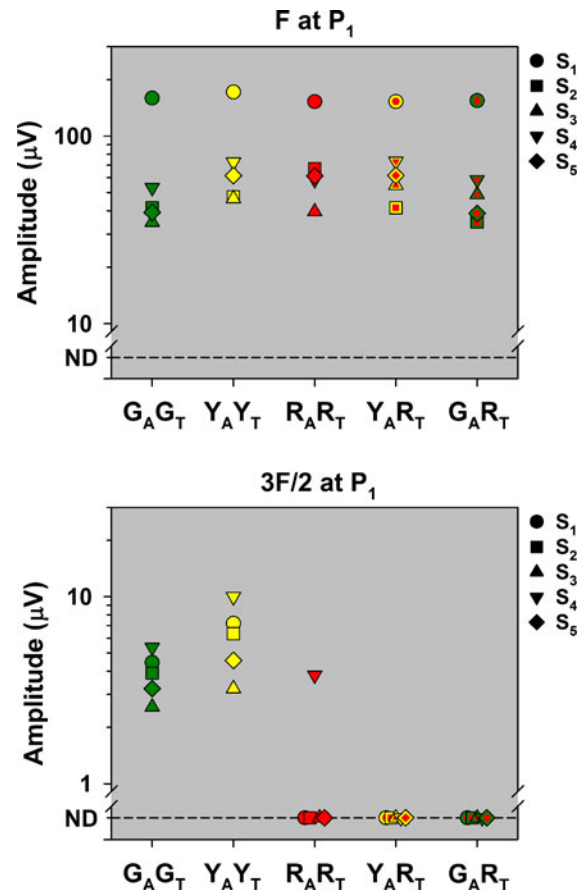 F at P₁
S₁
S₂
S₃
S₄
S₅
Amplitude (μV)
100
10
ND
GₐGₜ YₐYₜ RₐRₜ YₐRₜ GₐRₜ
3F/2 at P₁
S₁
S₂
S₃
S₄
S₅
Amplitude (μV)
10
1
ND
GₐGₜ YₐYₜ RₐRₜ YₐRₜ GₐRₜ